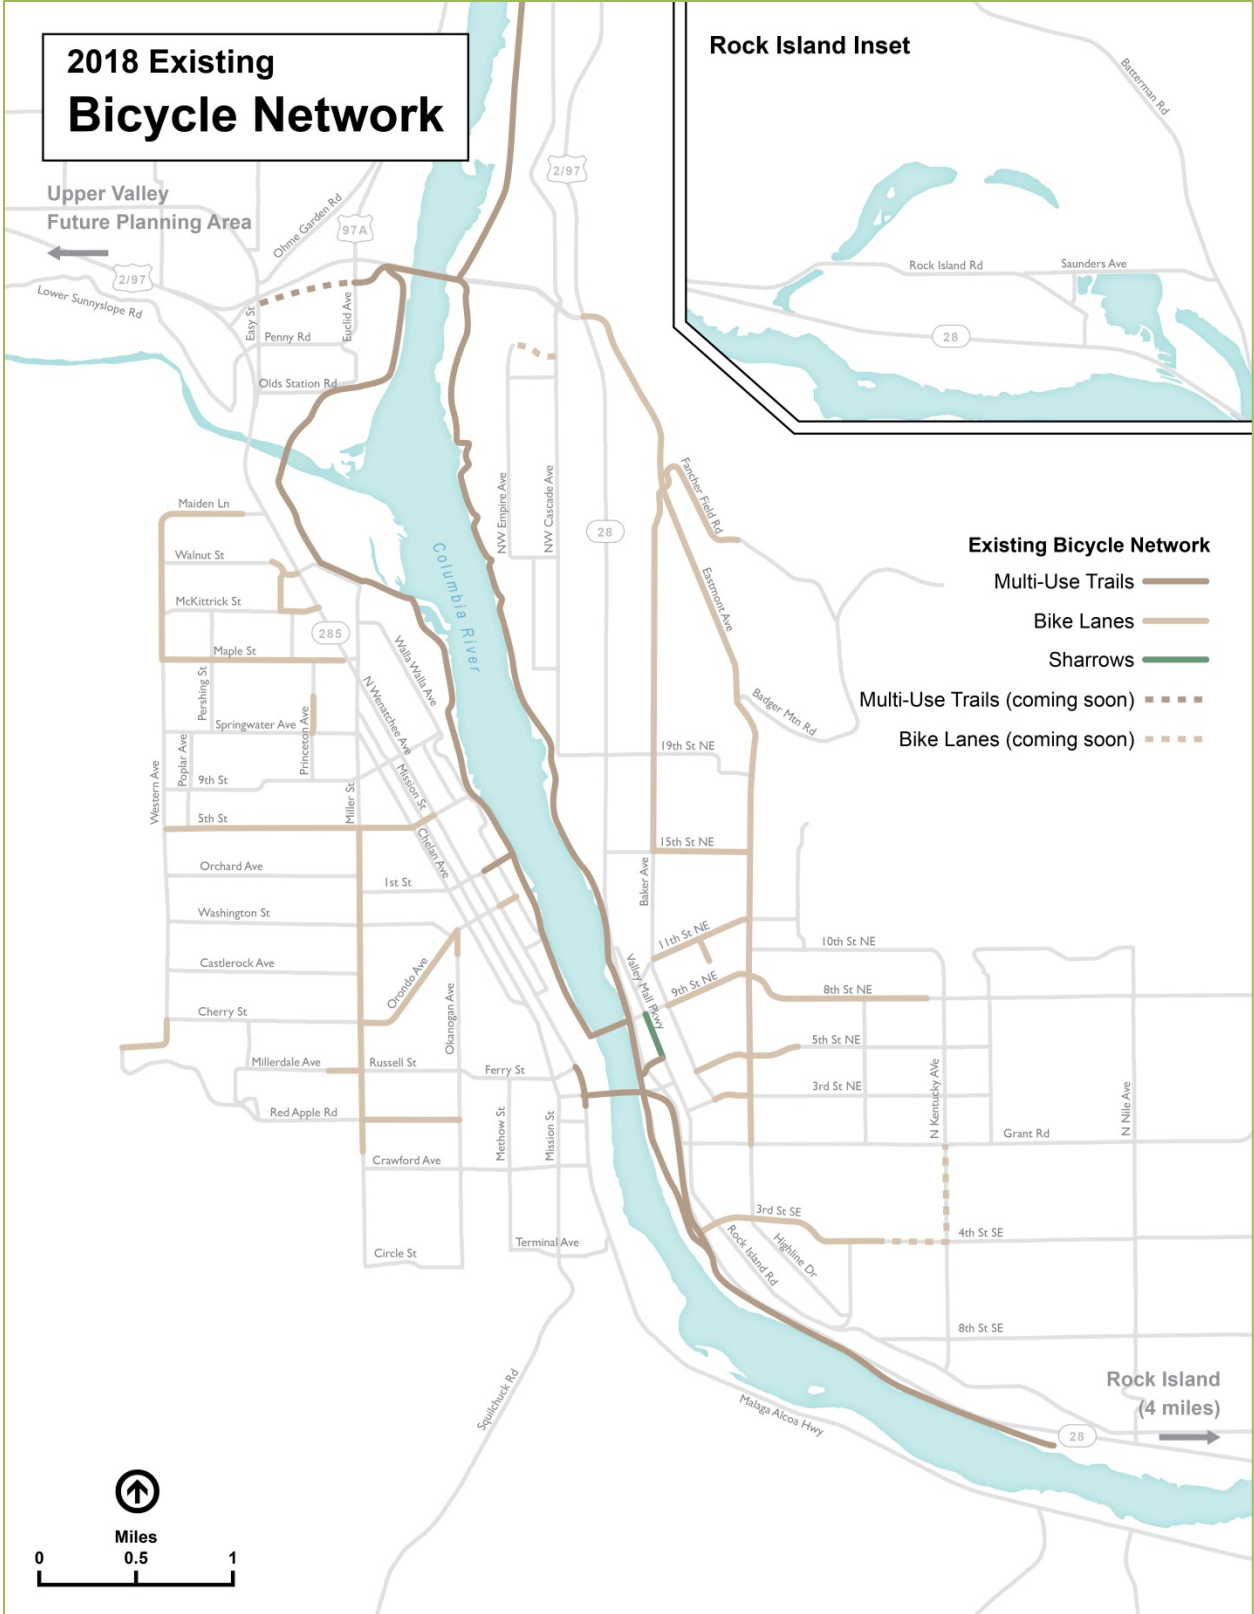 2018 Existing
Bicycle Network
Rock Island Inset
Batterman Rd
Rock Island Rd
Saunders Ave
28
Upper Valley
Future Planning Area
Ohme Garden Rd
97A
2/97
2/97
Lower Sunnyslope Rd
Easy St
Euclid Ave
Penny Rd
Olds Station Rd
NW Empire Ave
NW Cascade Ave
28
Fancher Field Rd
Eastmont Ave
Badger Mtn Rd
Columbia River
Existing Bicycle Network
Multi-Use Trails
Bike Lanes
Sharrows
Multi-Use Trails (coming soon)
Bike Lanes (coming soon)
Maiden Ln
Walnut St
McKittrick St
285
Maple St
Walla Walla Ave
N Wenatchee Ave
Pershing St
Springwater Ave
Princeton Ave
Poplar Ave
Western Ave
9th St
Miller St
Mission St
5th St
Chelan Ave
Orchard Ave
1st St
Washington St
Castlerock Ave
Orondo Ave
Okanogan Ave
Cherry St
Millerdale Ave
Russell St
Ferry St
Red Apple Rd
Methow St
Mission St
Crawford Ave
Circle St
Terminal Ave
19th St NE
15th St NE
Baker Ave
11th St NE
10th St NE
Valley Mall Pkwy
9th St NE
8th St NE
5th St NE
3rd St NE
N Kentucky AVe
N Nile Ave
Grant Rd
3rd St SE
4th St SE
Rock Island Rd
Highline Dr
8th St SE
Squilchuck Rd
Malaga Alcoa Hwy
Rock Island
(4 miles)
28
Miles
0 0.5 1